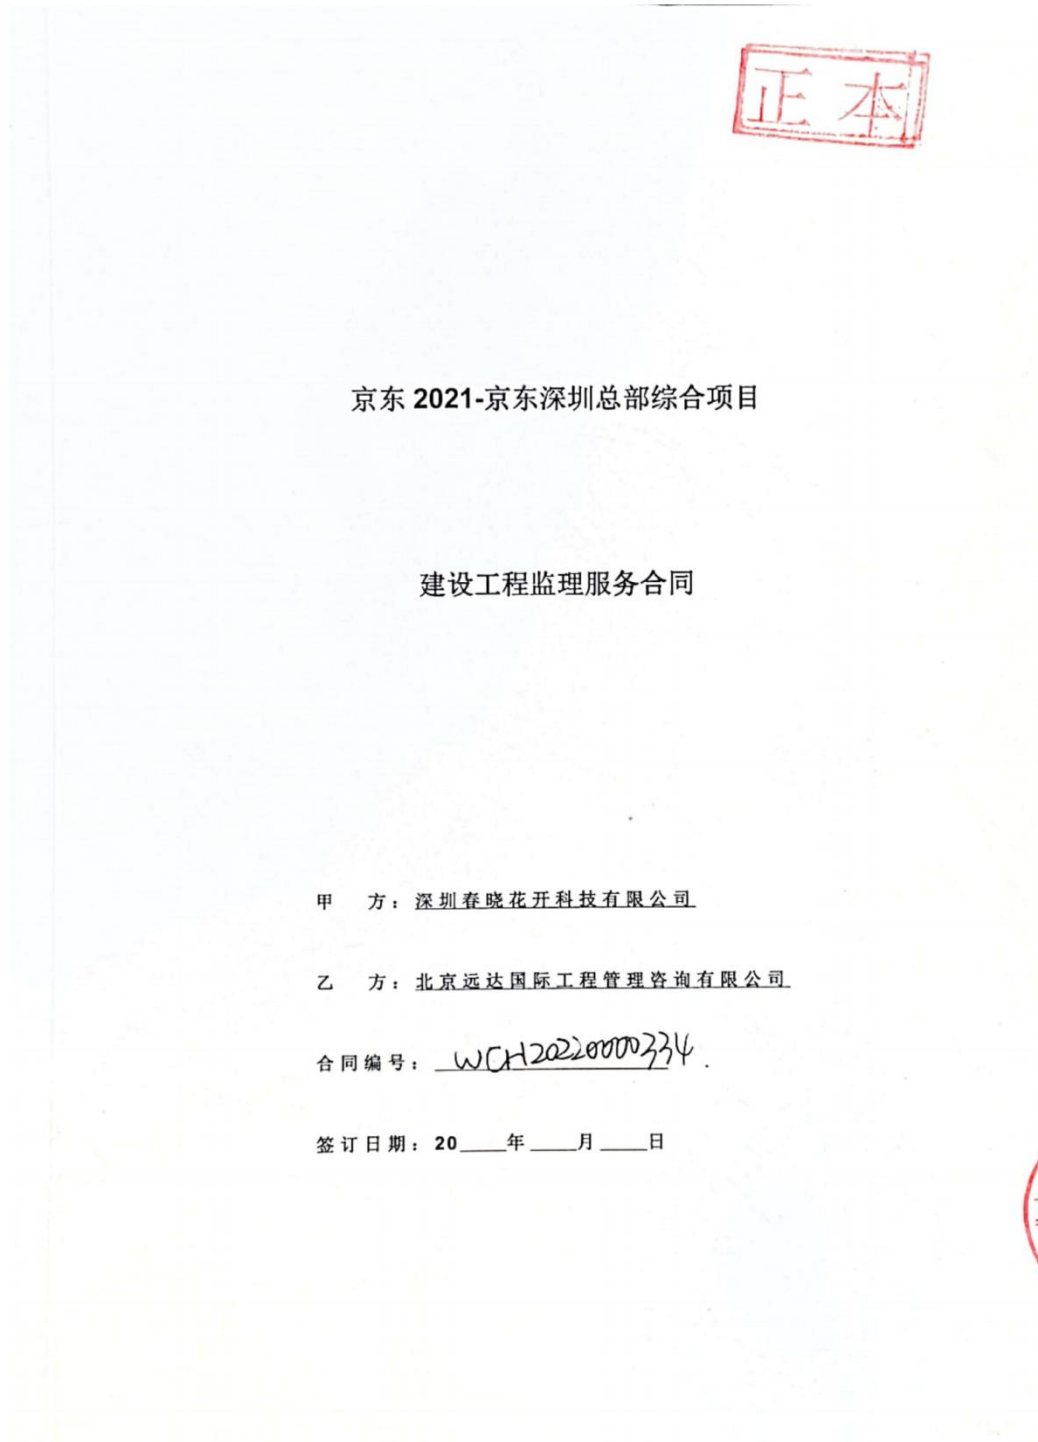 正本
京东 2021-京东深圳总部综合项目
建设工程监理服务合同
甲 方：深圳春晓花开科技有限公司
乙 方：北京远达国际工程管理咨询有限公司
合同编号：WCH20220000334.
签订日期：20____年____月____日